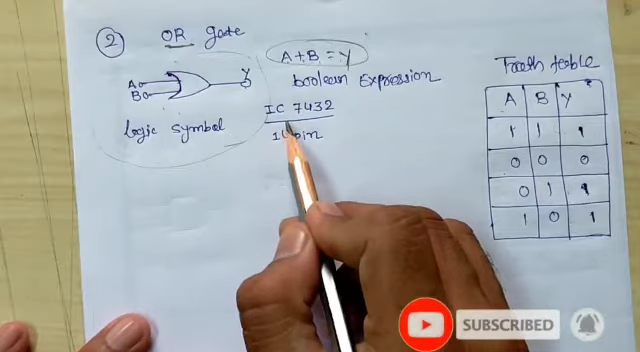 2 OR gate
A+B=Y
boolean Expression
A
B
Y
Logic symbol
IC 7432
pin
Truth table
A B Y
1 1 1
0 0 0
0 1 1
1 0 1
SUBSCRIBED